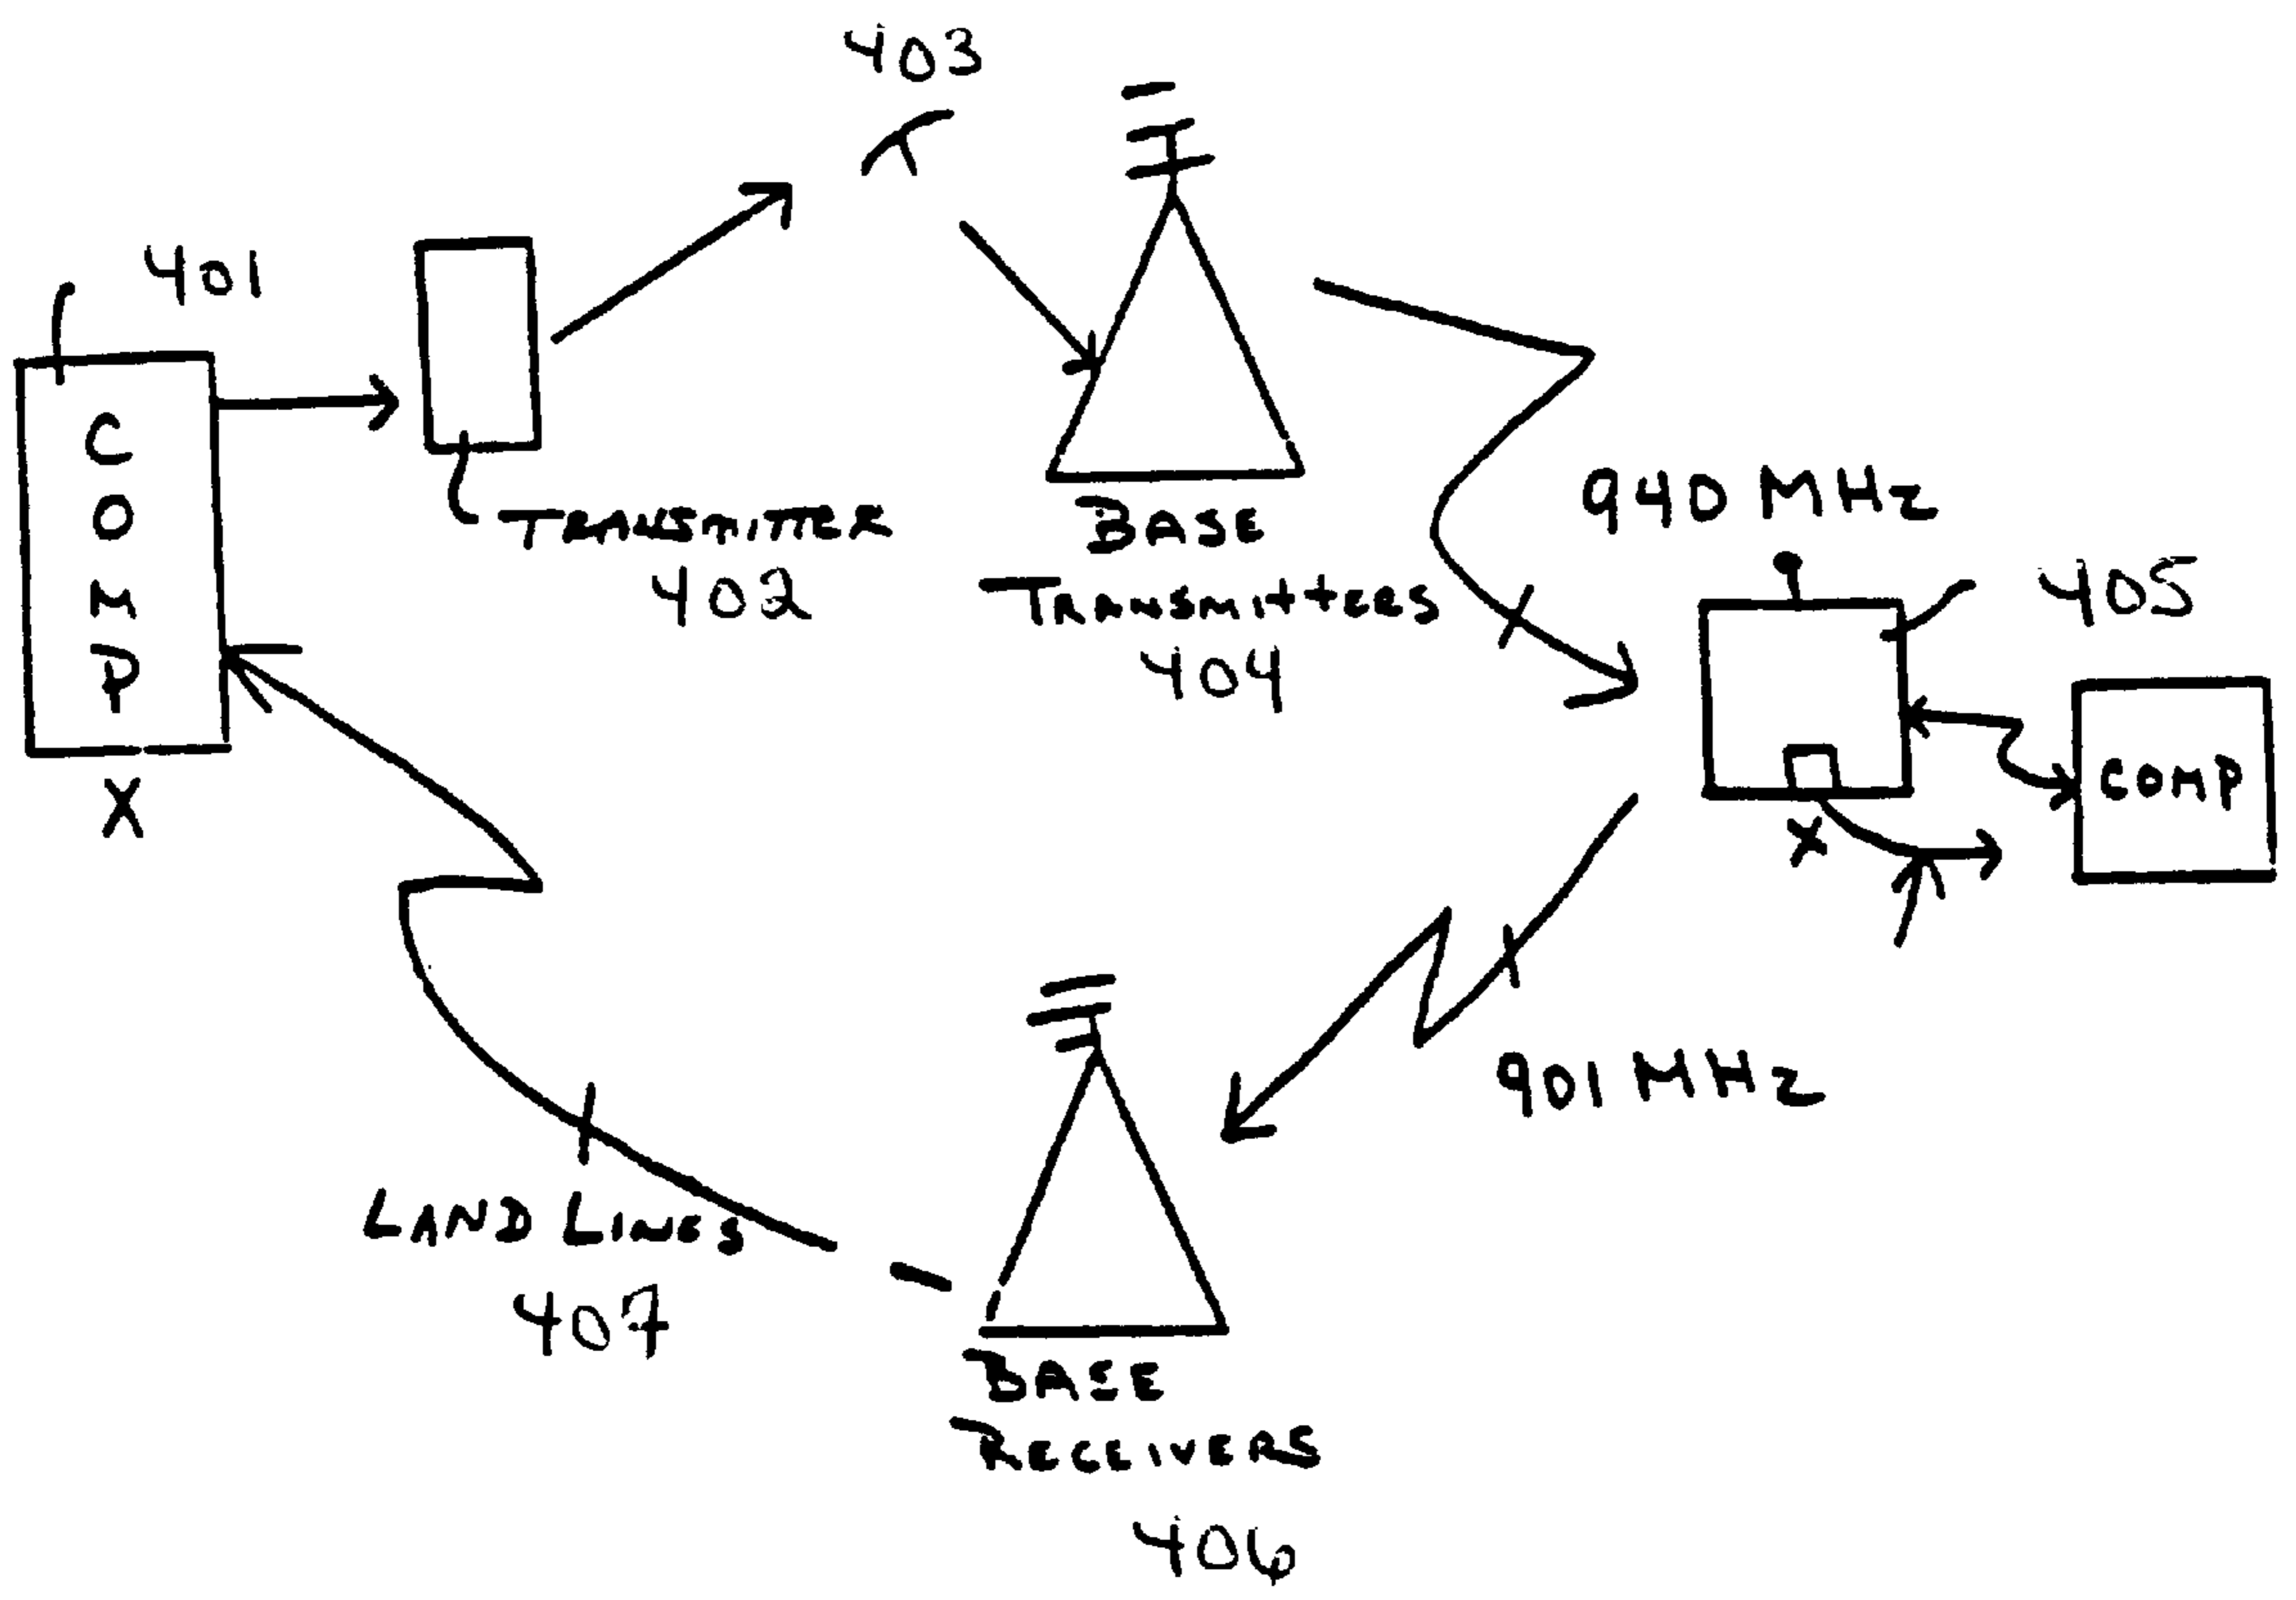 403
401
C
O
M
P
X
TRANSMITTER
402
BASE
TRANSMITTERS
404
940 MHz
405
COMP
X
901 MHz
LAND LINES
407
BASE
RECEIVERS
406